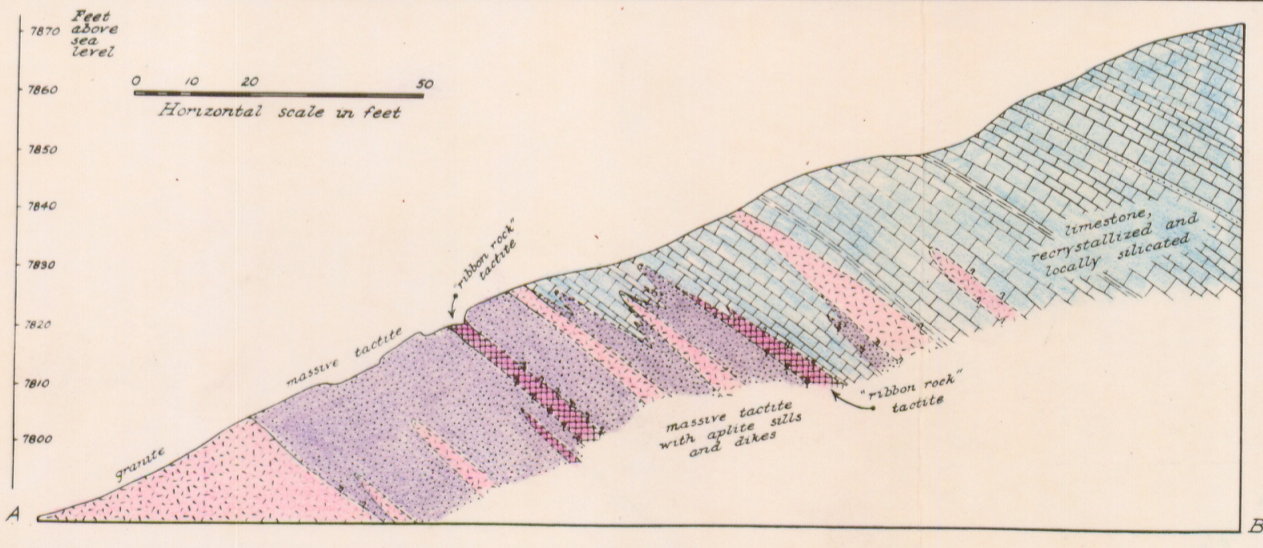 Feet
above
sea
level
7870
7860
7850
7840
7830
7820
7810
7800
0 10 20 50
Horizontal scale in feet
granite
massive tactite
"ribbon rock"
tactite
limestone,
recrystallized and
locally silicated
"ribbon rock"
tactite
massive tactite
with aplite sills
and dikes
A
B